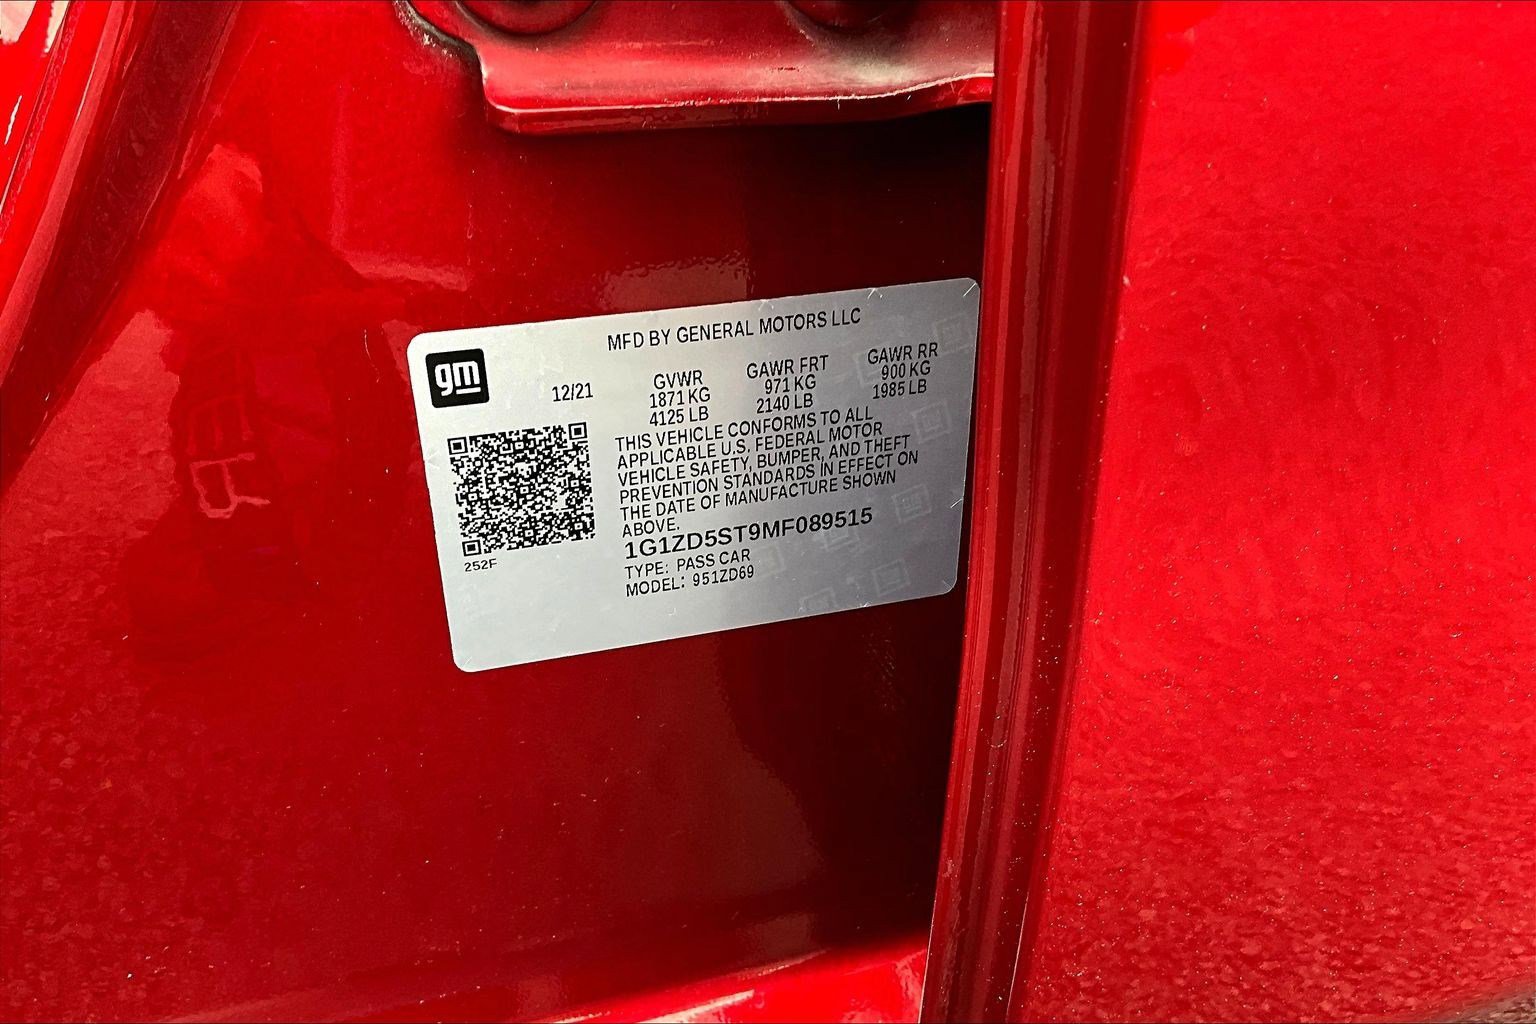 MFD BY GENERAL MOTORS LLC
gm
12/21
GVWR
1871 KG
4125 LB
GAWR FRT
971 KG
2140 LB
GAWR RR
900 KG
1985 LB
THIS VEHICLE CONFORMS TO ALL
APPLICABLE U.S. FEDERAL MOTOR
VEHICLE SAFETY, BUMPER, AND THEFT
PREVENTION STANDARDS IN EFFECT ON
THE DATE OF MANUFACTURE SHOWN
ABOVE.
1G1ZD5ST9MF089515
TYPE: PASS CAR
MODEL: 951ZD69
252F